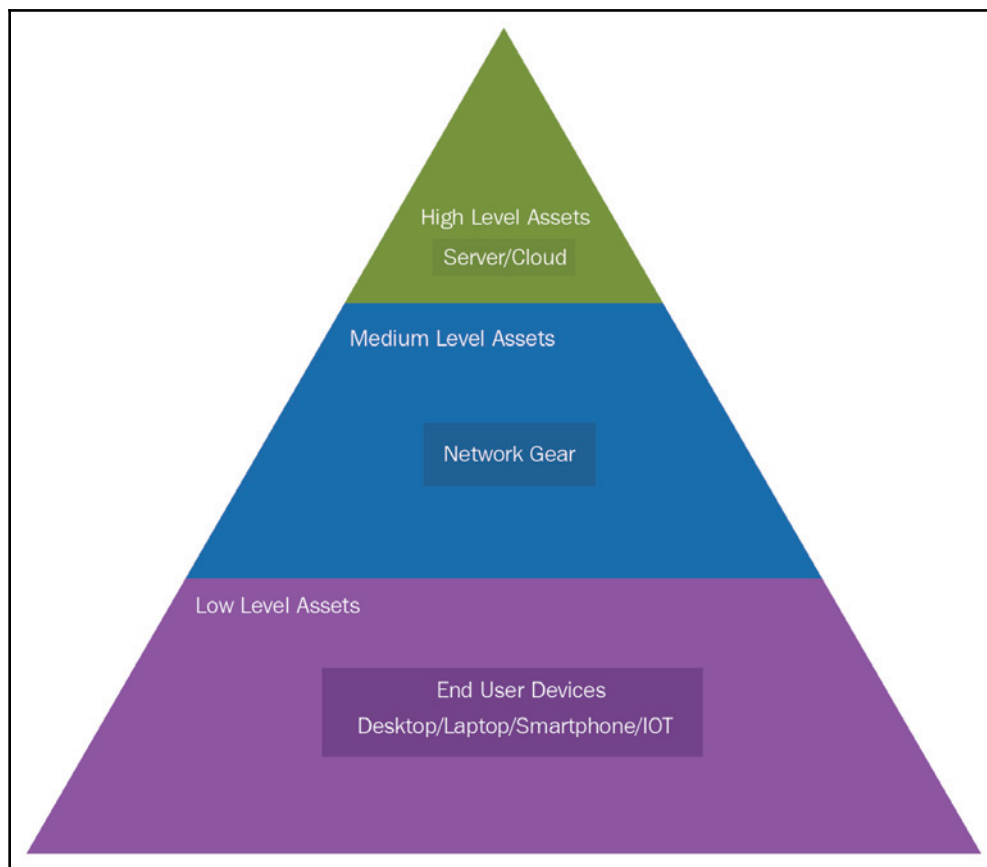 High Level Assets
Server/Cloud
Medium Level Assets
Network Gear
Low Level Assets
End User Devices
Desktop/Laptop/Smartphone/IOT